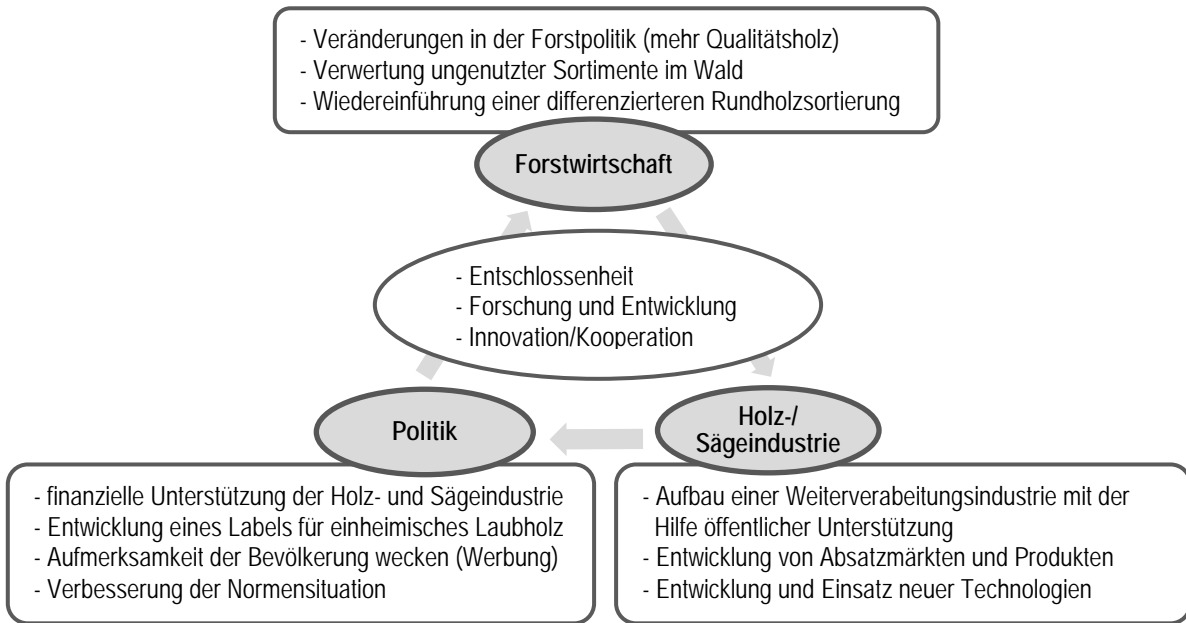 - Veränderungen in der Forstpolitik (mehr Qualitätsholz)
- Verwertung ungenutzter Sortimente im Wald
- Wiedereinführung einer differenzierteren Rundholzsortierung
Forstwirtschaft
- Entschlossenheit
- Forschung und Entwicklung
- Innovation/Kooperation
Politik
Holz-/
Sägeindustrie
- finanzielle Unterstützung der Holz- und Sägeindustrie
- Entwicklung eines Labels für einheimisches Laubholz
- Aufmerksamkeit der Bevölkerung wecken (Werbung)
- Verbesserung der Normensituation
- Aufbau einer Weiterverabeitungsindustrie mit der
Hilfe öffentlicher Unterstützung
- Entwicklung von Absatzmärkten und Produkten
- Entwicklung und Einsatz neuer Technologien